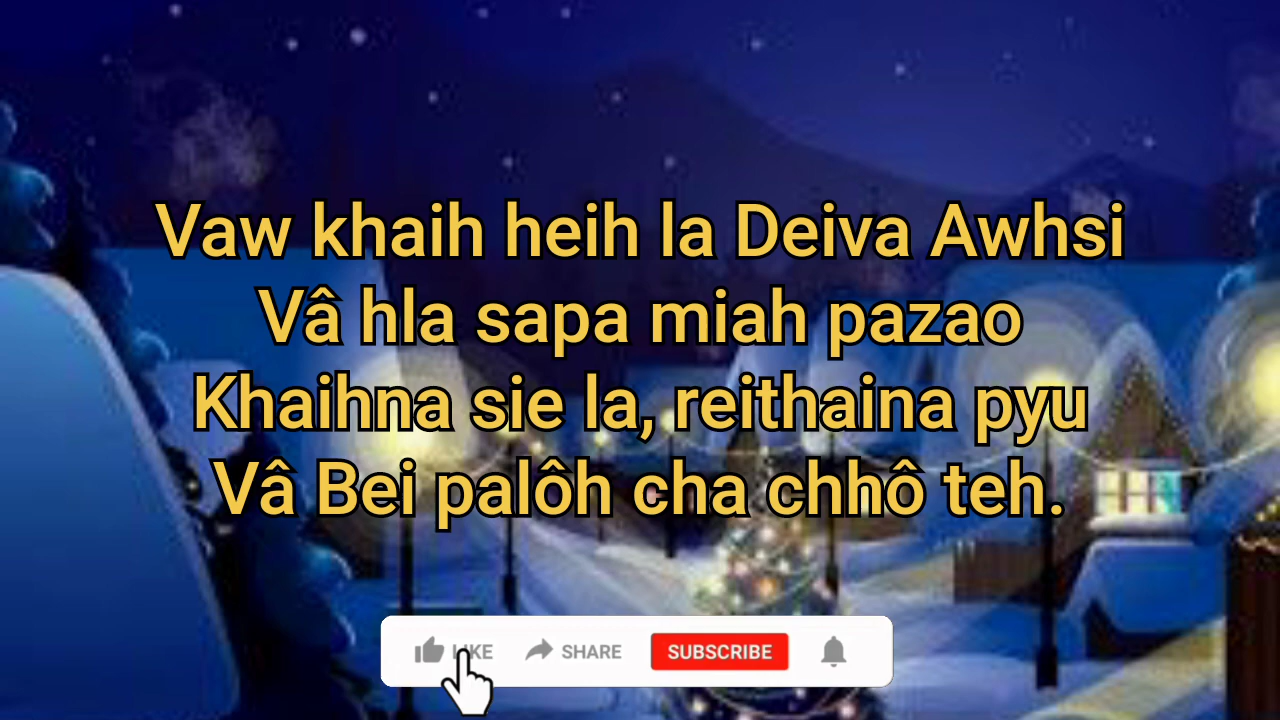 Vaw khaih heih la Deiva Awhsi
Vâ hla sapa miah pazao
Khaihna sie la, reithaina pyu
Vâ Bei palôh cha chhô teh.
LIKE SHARE SUBSCRIBE